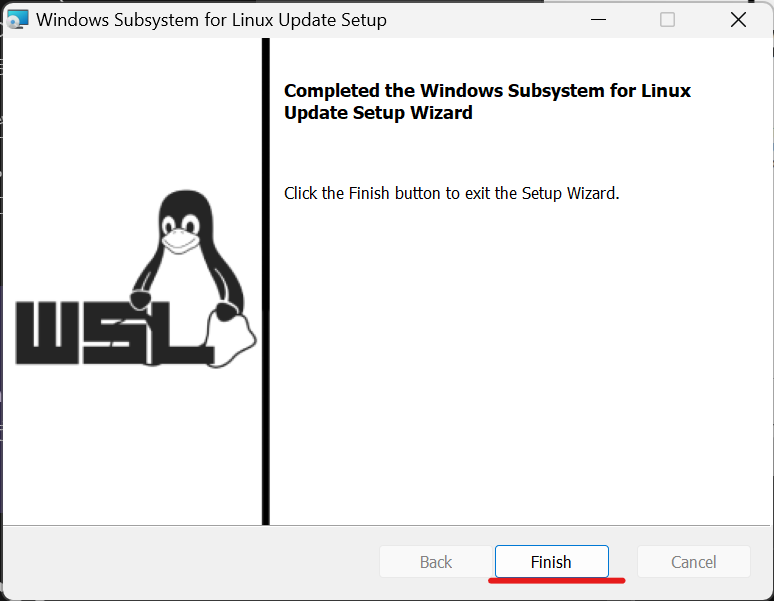 Windows Subsystem for Linux Update Setup
Completed the Windows Subsystem for Linux
Update Setup Wizard
Click the Finish button to exit the Setup Wizard.
WSL
Back
Finish
Cancel